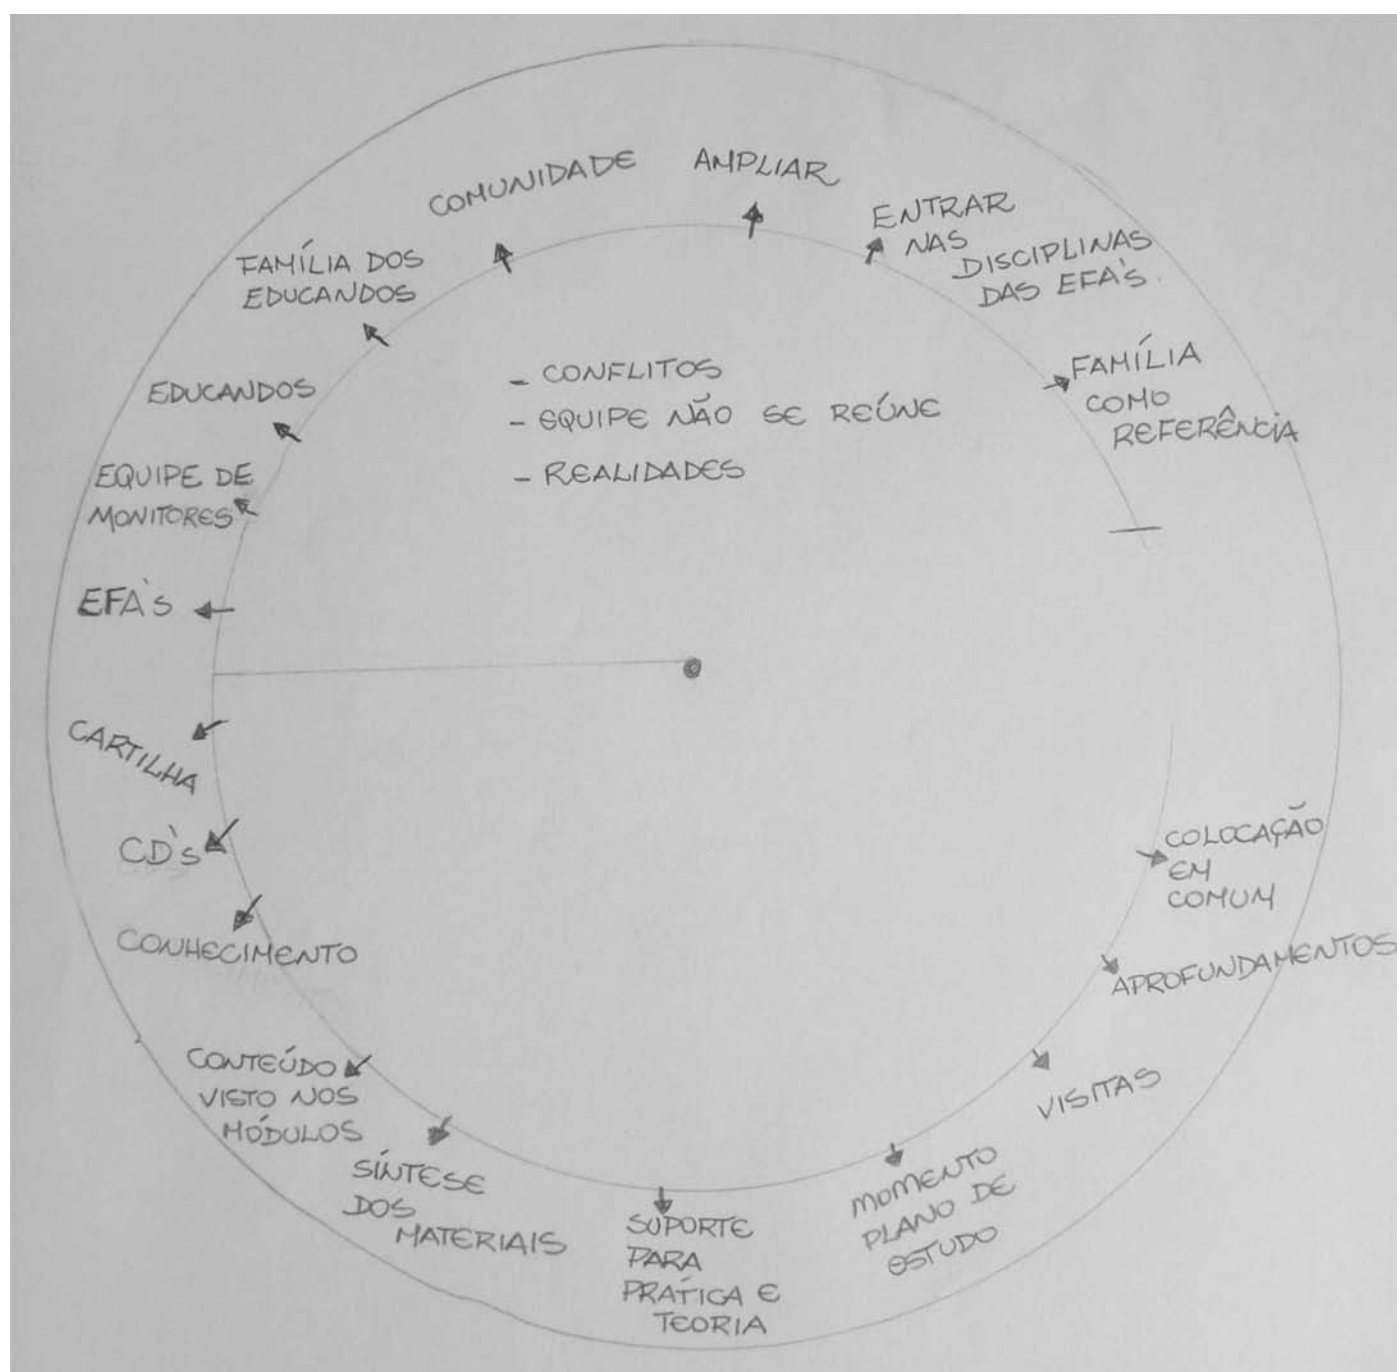 COMUNIDADE
AMPLIAR
ENTRAR
NAS
DISCIPLINAS
DAS EFA'S.
FAMÍLIA
COMO
REFERÊNCIA
FAMÍLIA DOS
EDUCANDOS
EDUCANDOS
EQUIPE DE
MONITORES
EFA'S
- CONFLITOS
- EQUIPE NÃO SE REÚNE
- REALIDADES
CARTILHA
CD'S
CONHECIMENTO
CONTEÚDO
VISTO NOS
MÓDULOS
SÍNTESE
DOS
MATERIAIS
SUPORTE
PARA
PRÁTICA E
TEORIA
MOMENTO
PLANO DE
ESTUDO
VISITAS
APROFUNDAMENTOS
COLOCAÇÃO
EM
COMUM